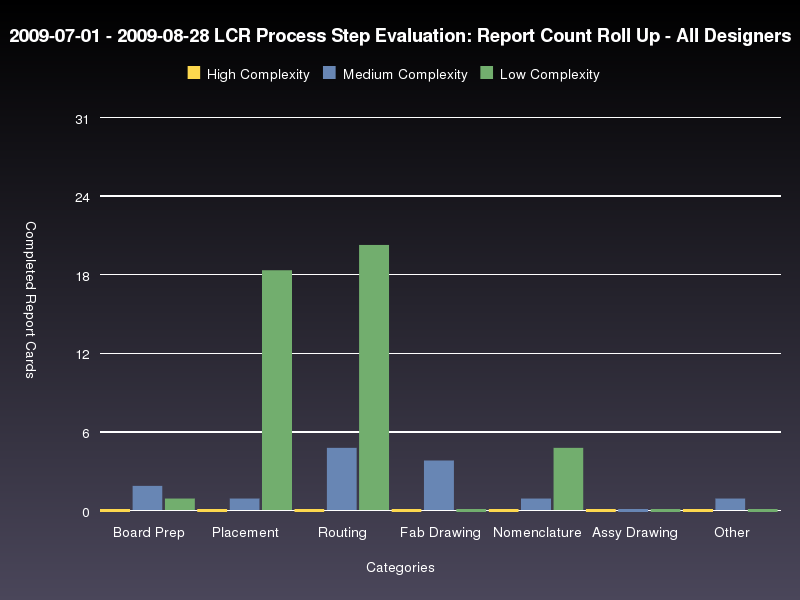 2009-07-01 - 2009-08-28 LCR Process Step Evaluation: Report Count Roll Up - All Designers
High Complexity Medium Complexity Low Complexity
31
24
18
12
6
0
Completed Report Cards
Board Prep Placement Routing Fab Drawing Nomenclature Assy Drawing Other
Categories